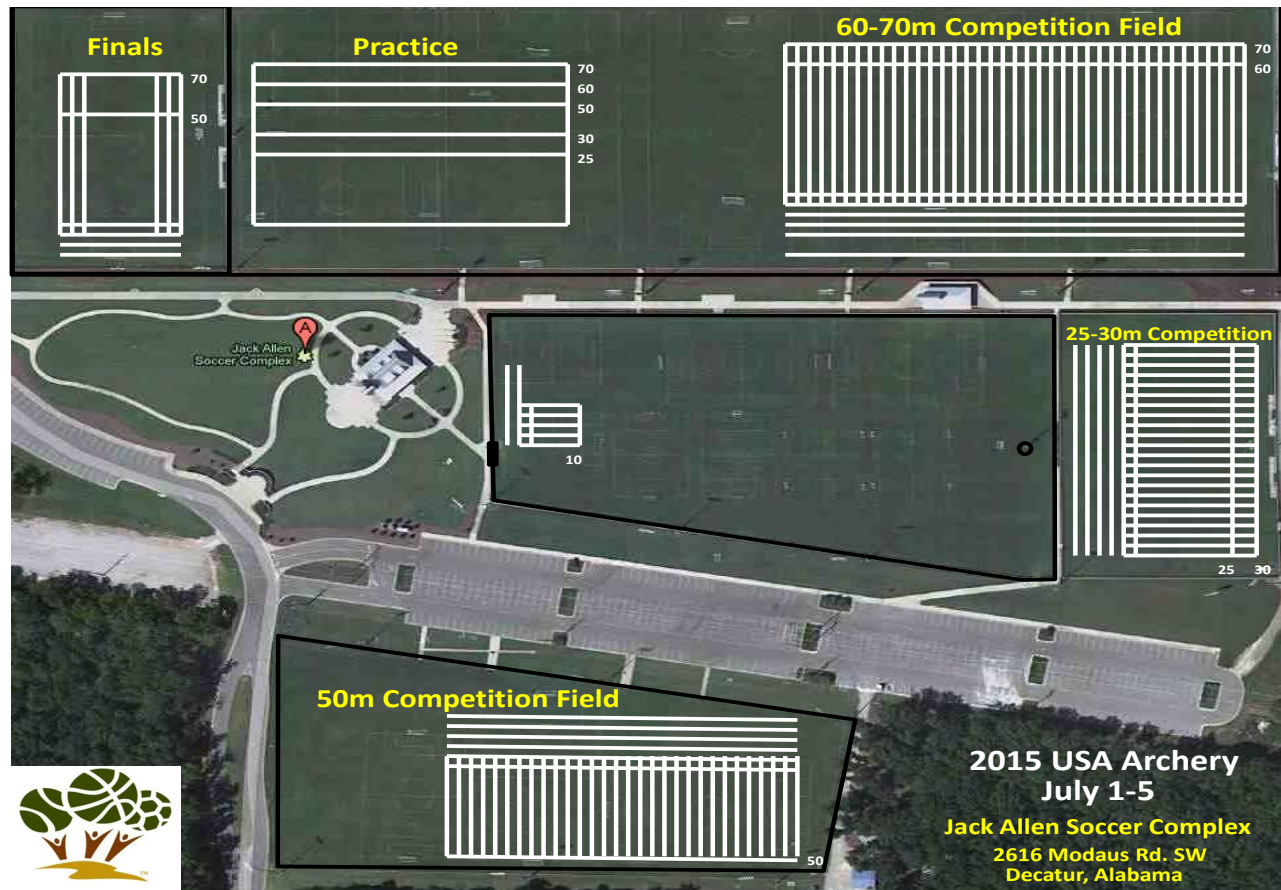 Finals
Practice
60-70m Competition Field
70
50
70
60
50
30
25
70
60
A
Jack Allen
Soccer Complex
25-30m Competition
10
25 30
50m Competition Field
50
2015 USA Archery
July 1-5
Jack Allen Soccer Complex
2616 Modaus Rd. SW
Decatur, Alabama
TM